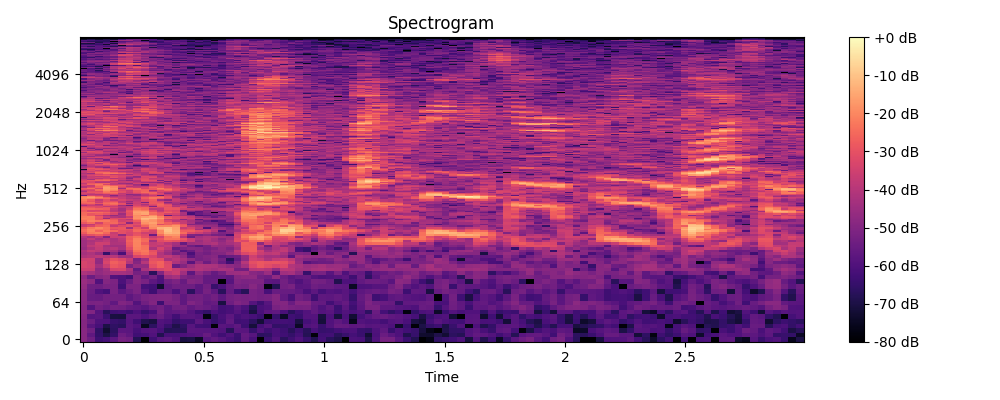 Spectrogram
Hz
4096
2048
1024
512
256
128
64
0
0
0.5
1
1.5
2
2.5
Time
+0 dB
-10 dB
-20 dB
-30 dB
-40 dB
-50 dB
-60 dB
-70 dB
-80 dB